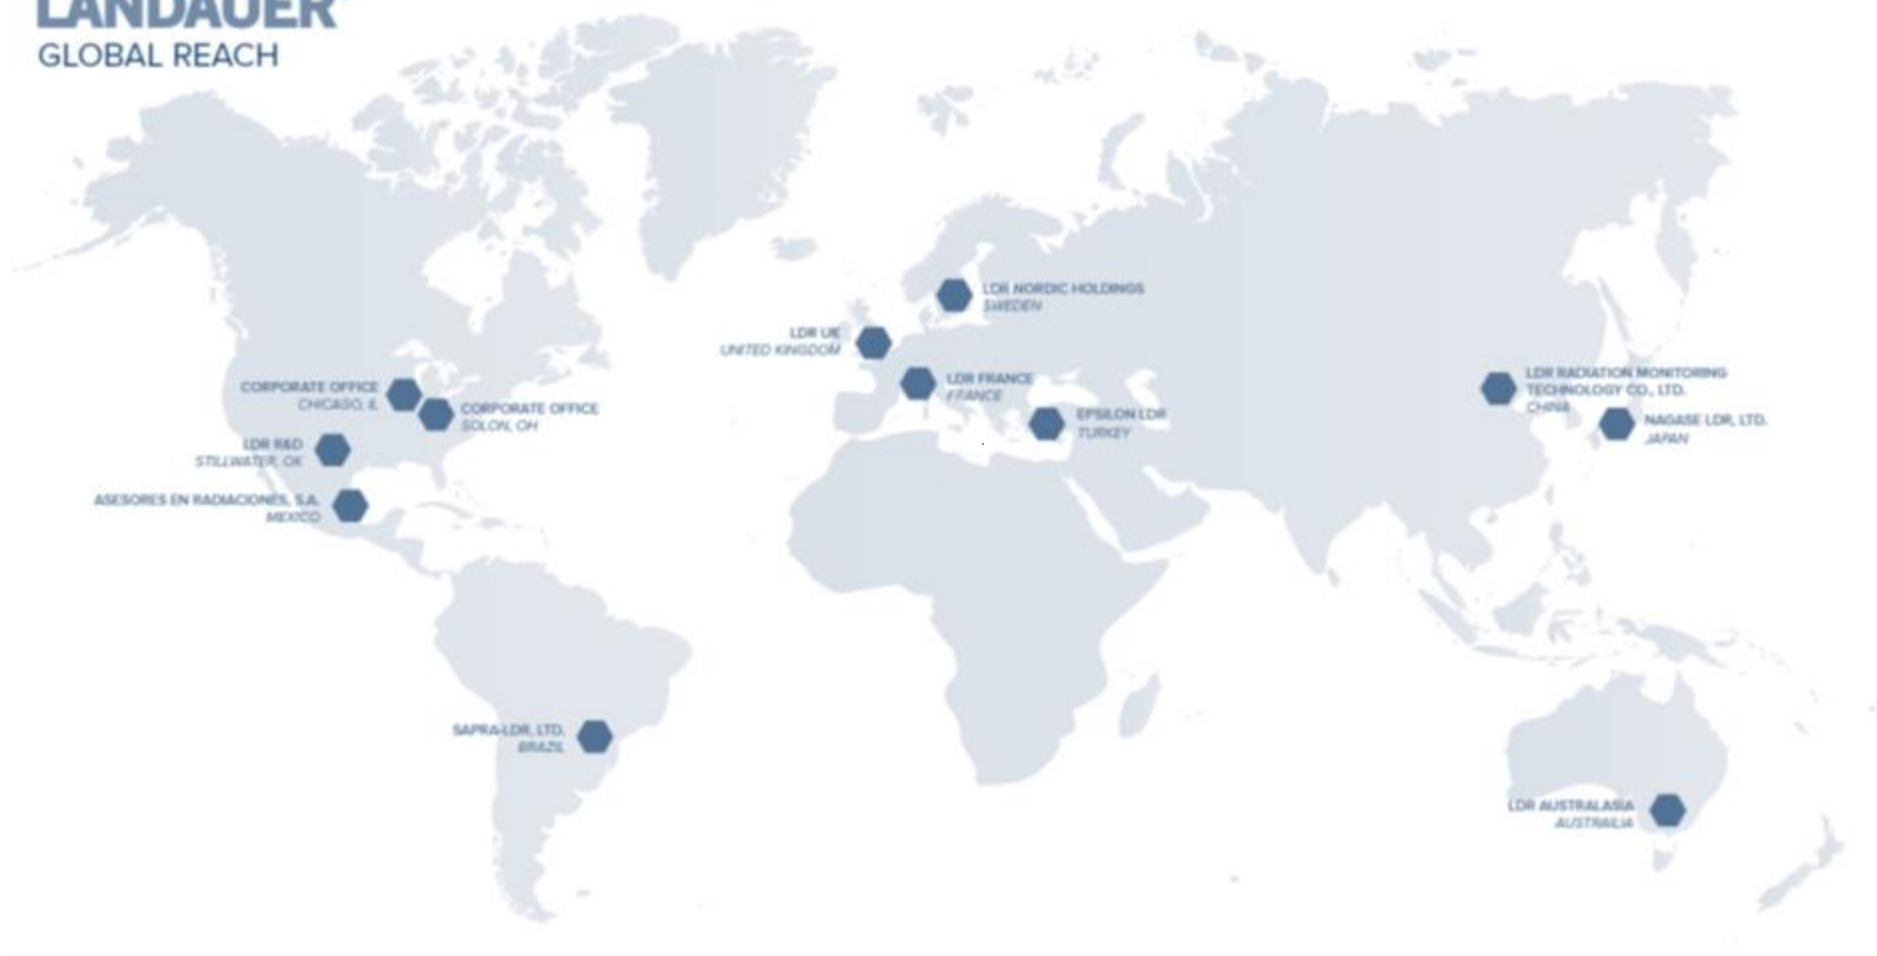 LANDAUER
GLOBAL REACH
LDR NORDIC HOLDINGS
SWEDEN
LDR UK
UNITED KINGDOM
LDR RADIATION MONITORING
TECHNOLOGY CO., LTD.
CHINA
CORPORATE OFFICE
CHICAGO, IL
LDR FRANCE
FRANCE
CORPORATE OFFICE
SOLON, OH
EPSILON LDR
TURKEY
NAGASE LDR, LTD.
JAPAN
LDR R&D
STILLWATER, OK
ASESORES EN RADIACIONES, S.A.
MEXICO
SAPRA-LDR, LTD.
BRAZIL
LDR AUSTRALASIA
AUSTRAILIA